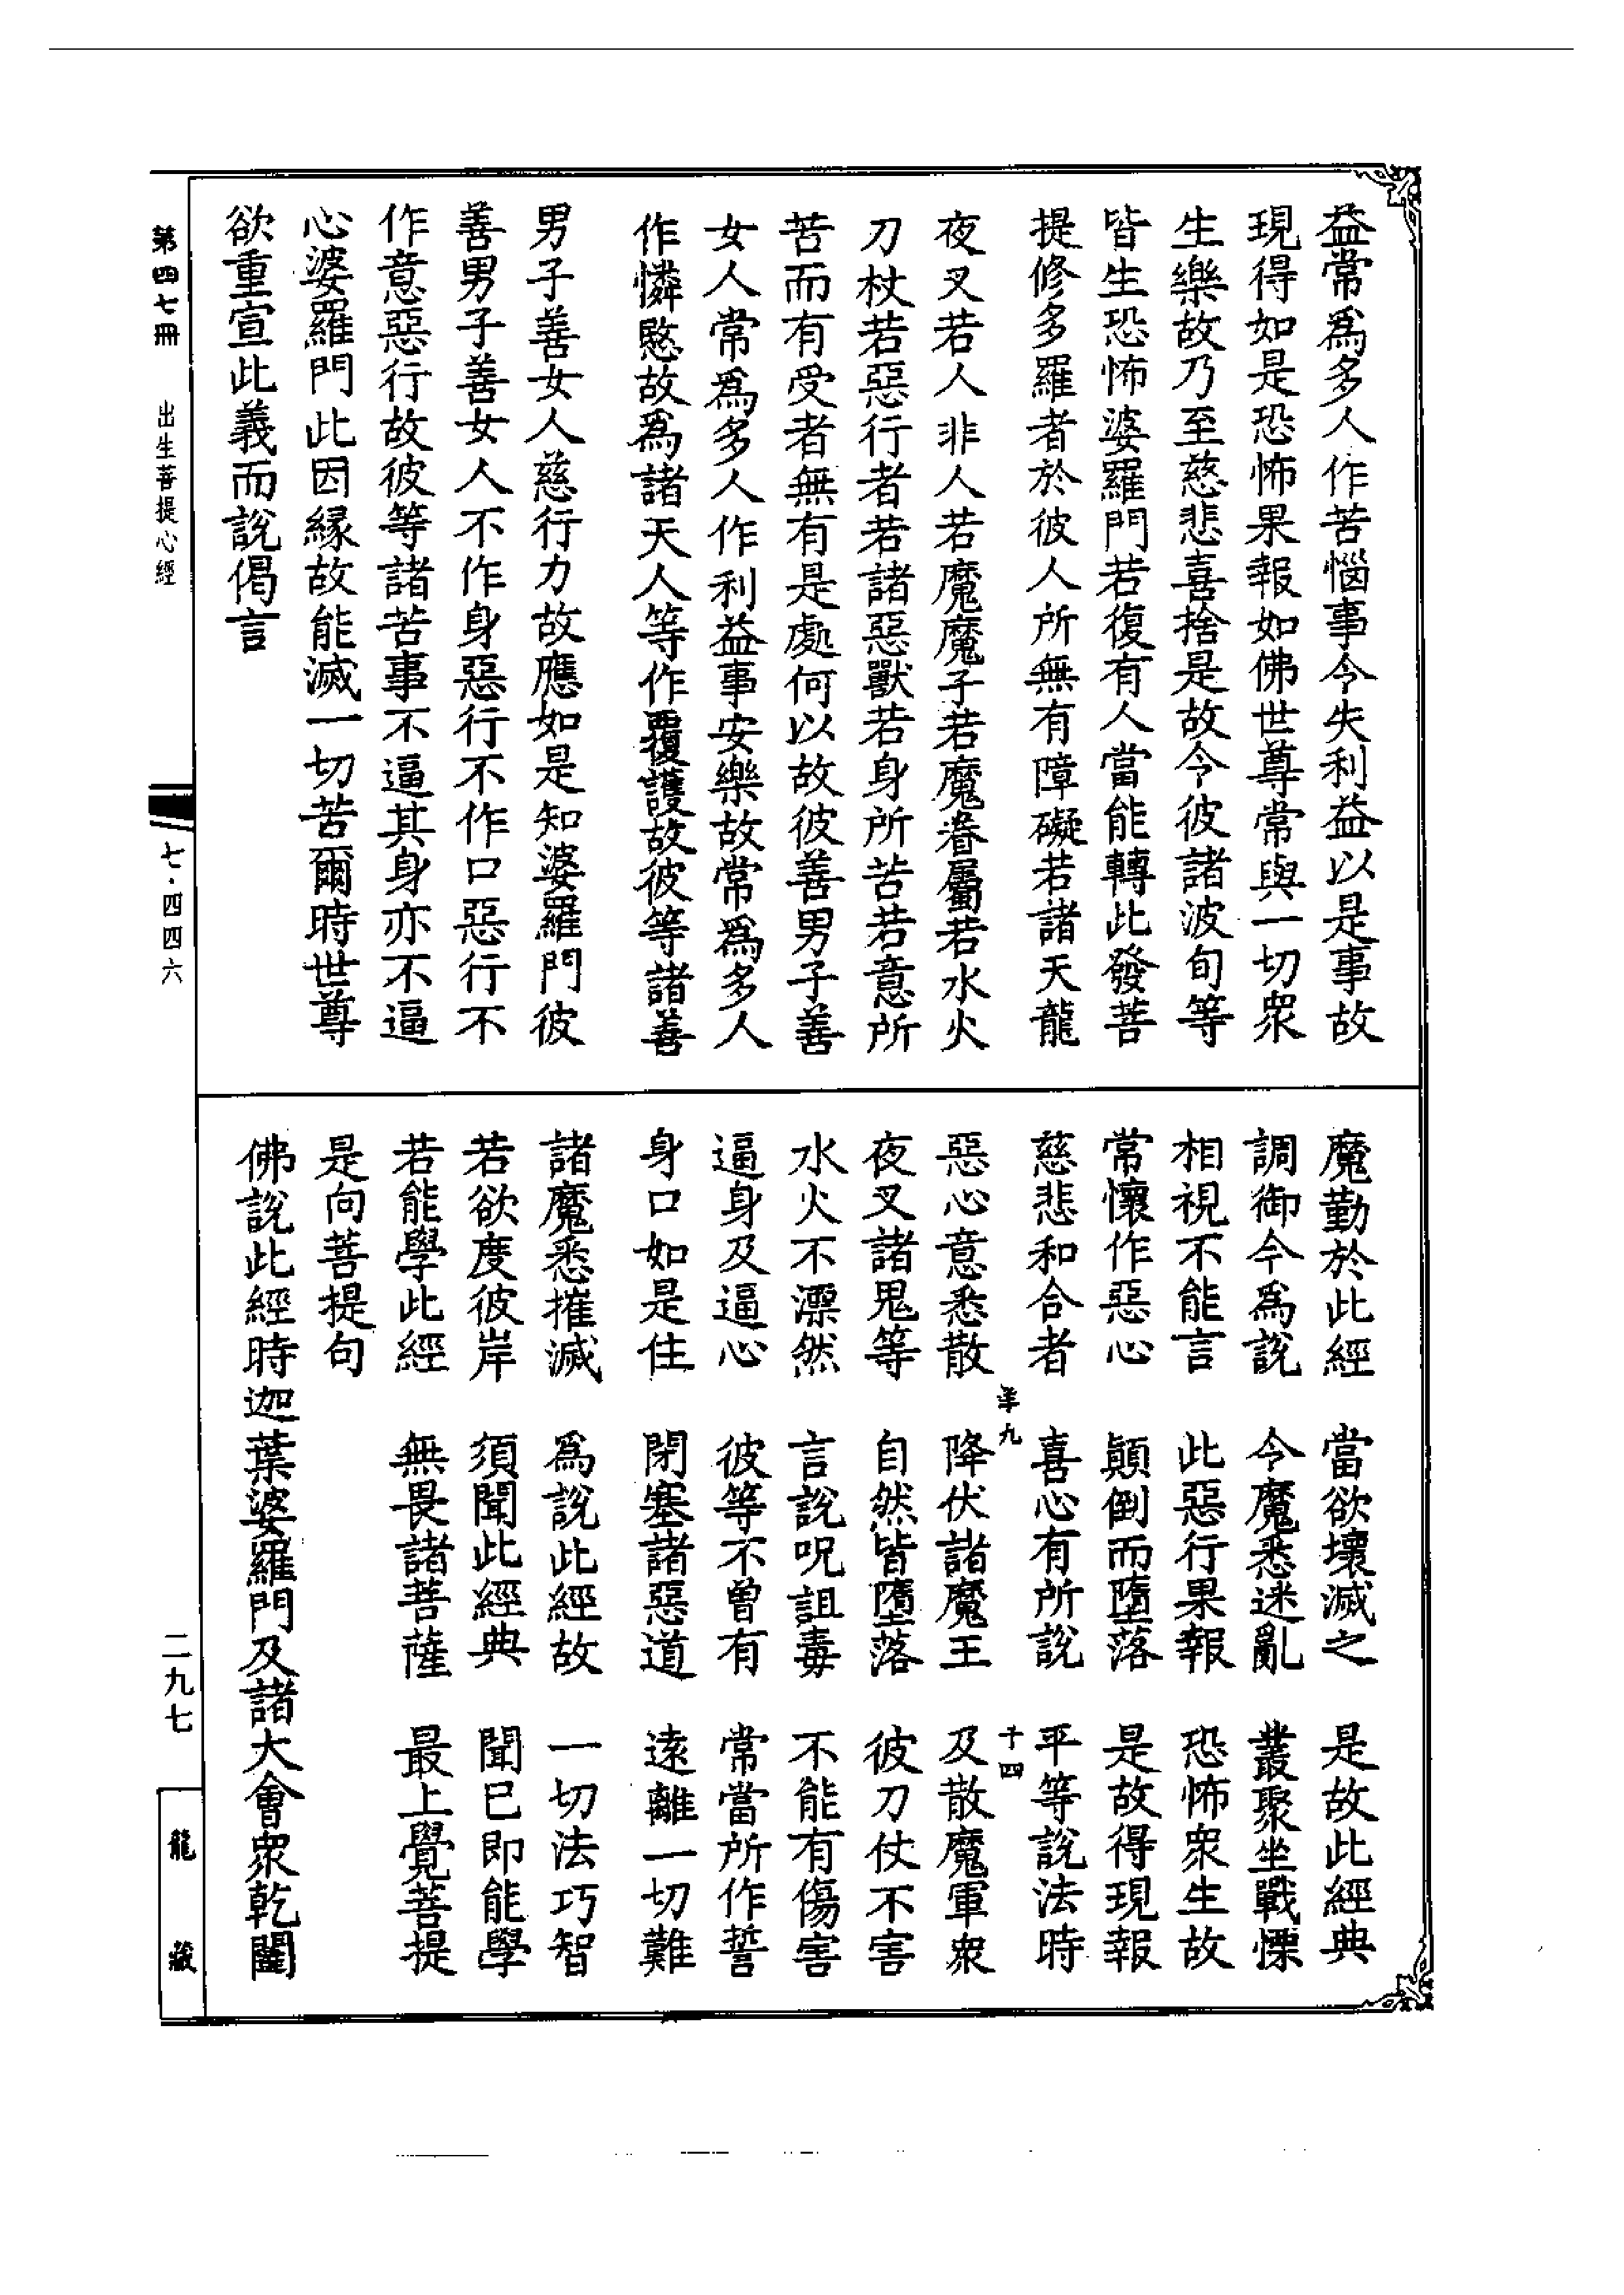 益常爲多人作苦惱事今失利益以是事故
現得如是恐怖果報如佛世尊常與一切衆
生樂故乃至慈悲喜捨是故今彼諸波旬等
皆生恐怖婆羅門若復有人當能轉此發菩
提修多羅者於彼人所無有障礙若諸天龍
夜叉若人非人若魔魔子若魔眷屬若水火
刀杖若惡行者若諸惡獸若身所苦若意所
苦而有受者無有是處何以故彼善男子善
女人常爲多人作利益事安樂故常爲多人
作憐愍故爲諸天人等作覆護故彼等諸善
男子善女人慈行力故應如是知婆羅門彼
善男子善女人不作身惡行不作口惡行不
作意惡行故彼等諸苦事不逼其身亦不逼
心婆羅門此因緣故能滅一切苦爾時世尊
欲重宣此義而說偈言
魔勤於此經 當欲壞滅之 是故此經典
調御今爲說 今魔悉迷亂 叢聚坐戰慄
相視不能言 此惡行果報 恐怖衆生故
常懷作惡心 顛倒而墮落 是故得現報
慈悲和合者 喜心有所說 平等說法時
羊九 十四
惡心意悉散 降伏諸魔王 及散魔軍衆
夜叉諸鬼等 自然皆墮落 彼刀仗不害
水火不漂然 言說呪詛毒 不能有傷害
逼身及逼心 彼等不曾有 常當所作誓
身口如是住 閉塞諸惡道 遠離一切難
諸魔悉摧滅 爲說此經故 一切法巧智
若欲度彼岸 須聞此經典 聞已即能學
若能學此經 無畏諸菩薩 最上覺菩提
是向菩提句
佛說此經時迦葉婆羅門及諸大會衆乾闥
第四七冊 出生菩提心經
七·四四六
二九七
龍藏